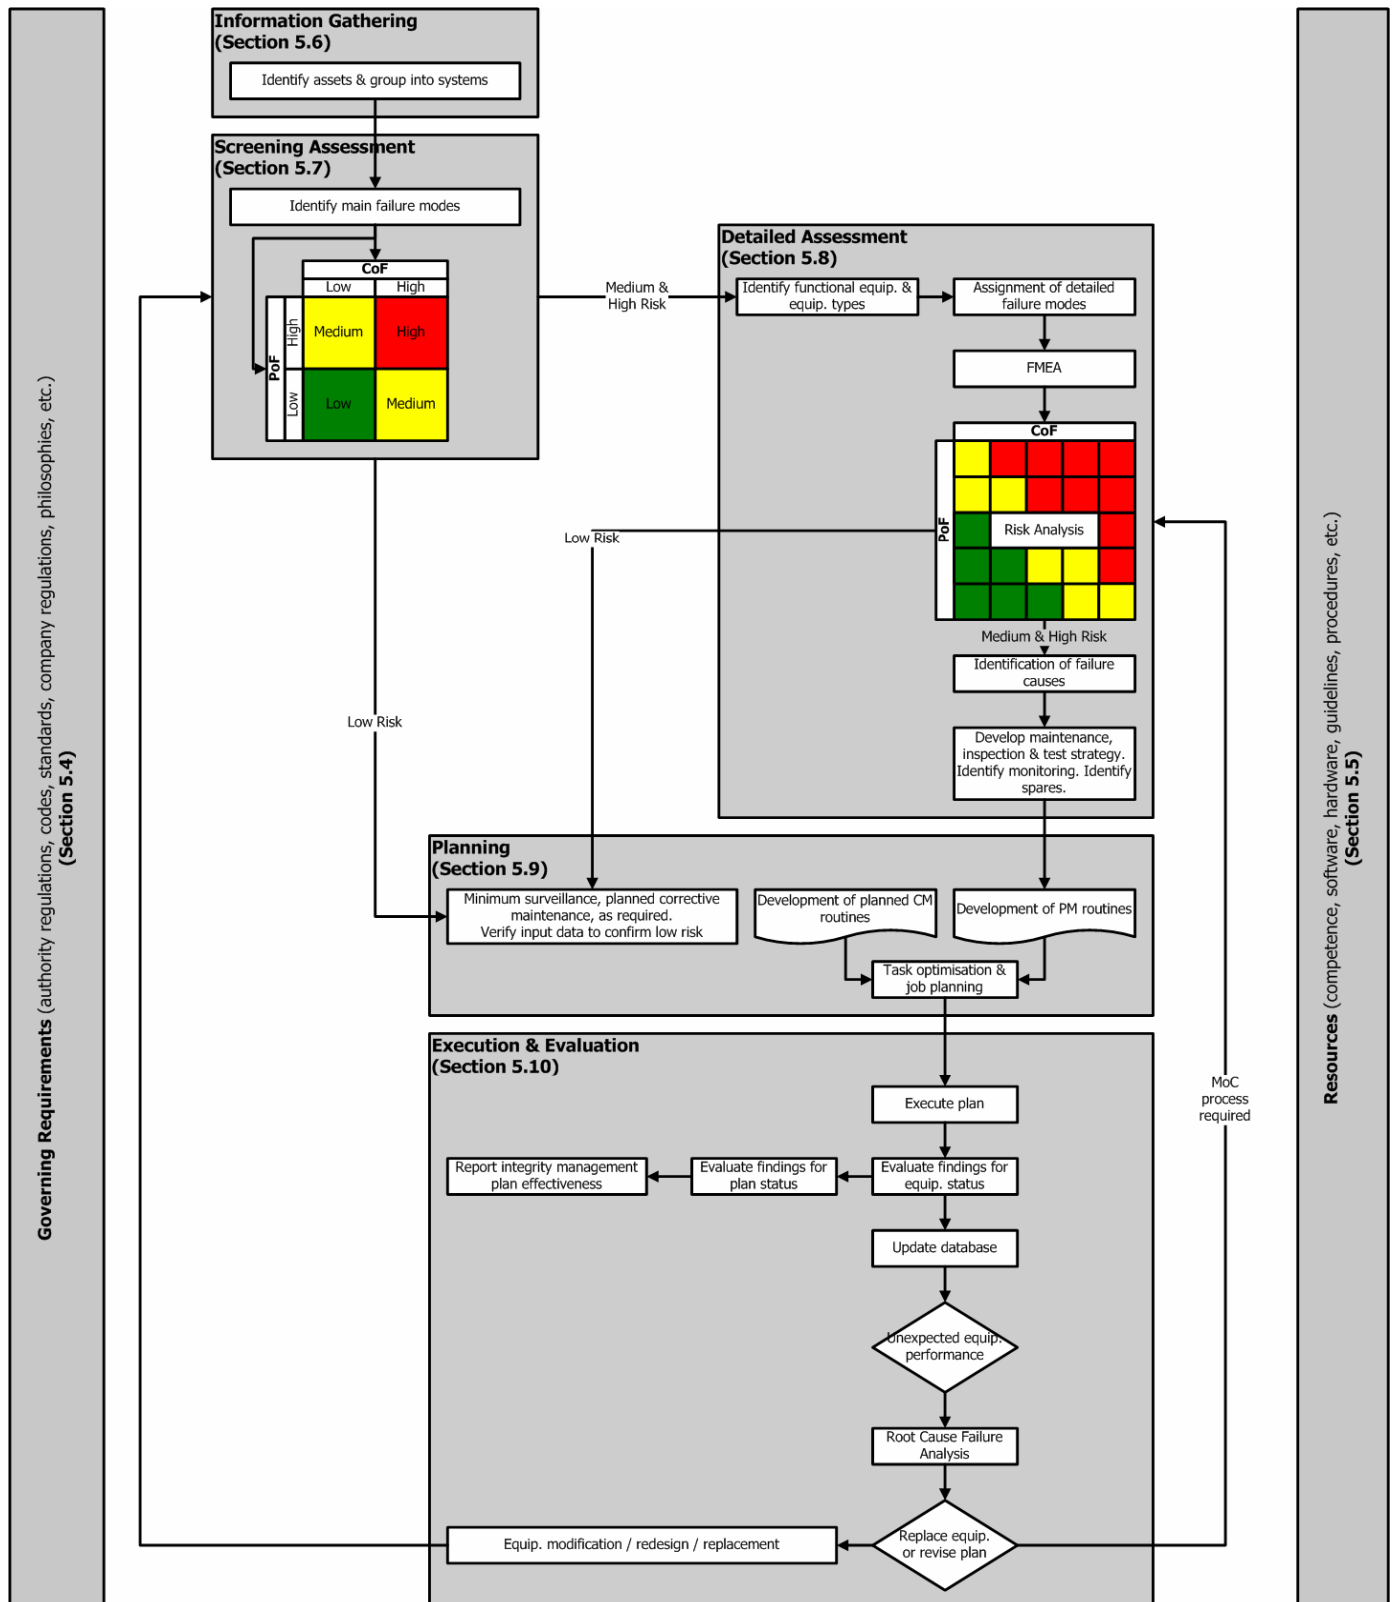 Information Gathering
(Section 5.6)
Identify assets & group into systems
Screening Assessment
(Section 5.7)
Identify main failure modes
CoF
Low High
PoF
High
Low
Medium High
Low Medium
Medium &
High Risk
Low Risk
Detailed Assessment
(Section 5.8)
Identify functional equip. &
equip. types
Assignment of detailed
failure modes
FMEA
CoF
PoF
Risk Analysis
Low Risk
Medium & High Risk
Identification of failure
causes
Develop maintenance,
inspection & test strategy.
Identify monitoring. Identify
spares.
Planning
(Section 5.9)
Minimum surveillance, planned corrective
maintenance, as required.
Verify input data to confirm low risk
Development of planned CM
routines
Development of PM routines
Task optimisation &
job planning
Execution & Evaluation
(Section 5.10)
Execute plan
Evaluate findings for
equip. status
Evaluate findings for
plan status
Report integrity management
plan effectiveness
Update database
Unexpected equip.
performance
Root Cause Failure
Analysis
Replace equip.
or revise plan
Equip. modification / redesign / replacement
MoC
process
required
Governing Requirements (authority regulations, codes, standards, company regulations, philosophies, etc.)
(Section 5.4)
Resources (competence, software, hardware, guidelines, procedures, etc.)
(Section 5.5)